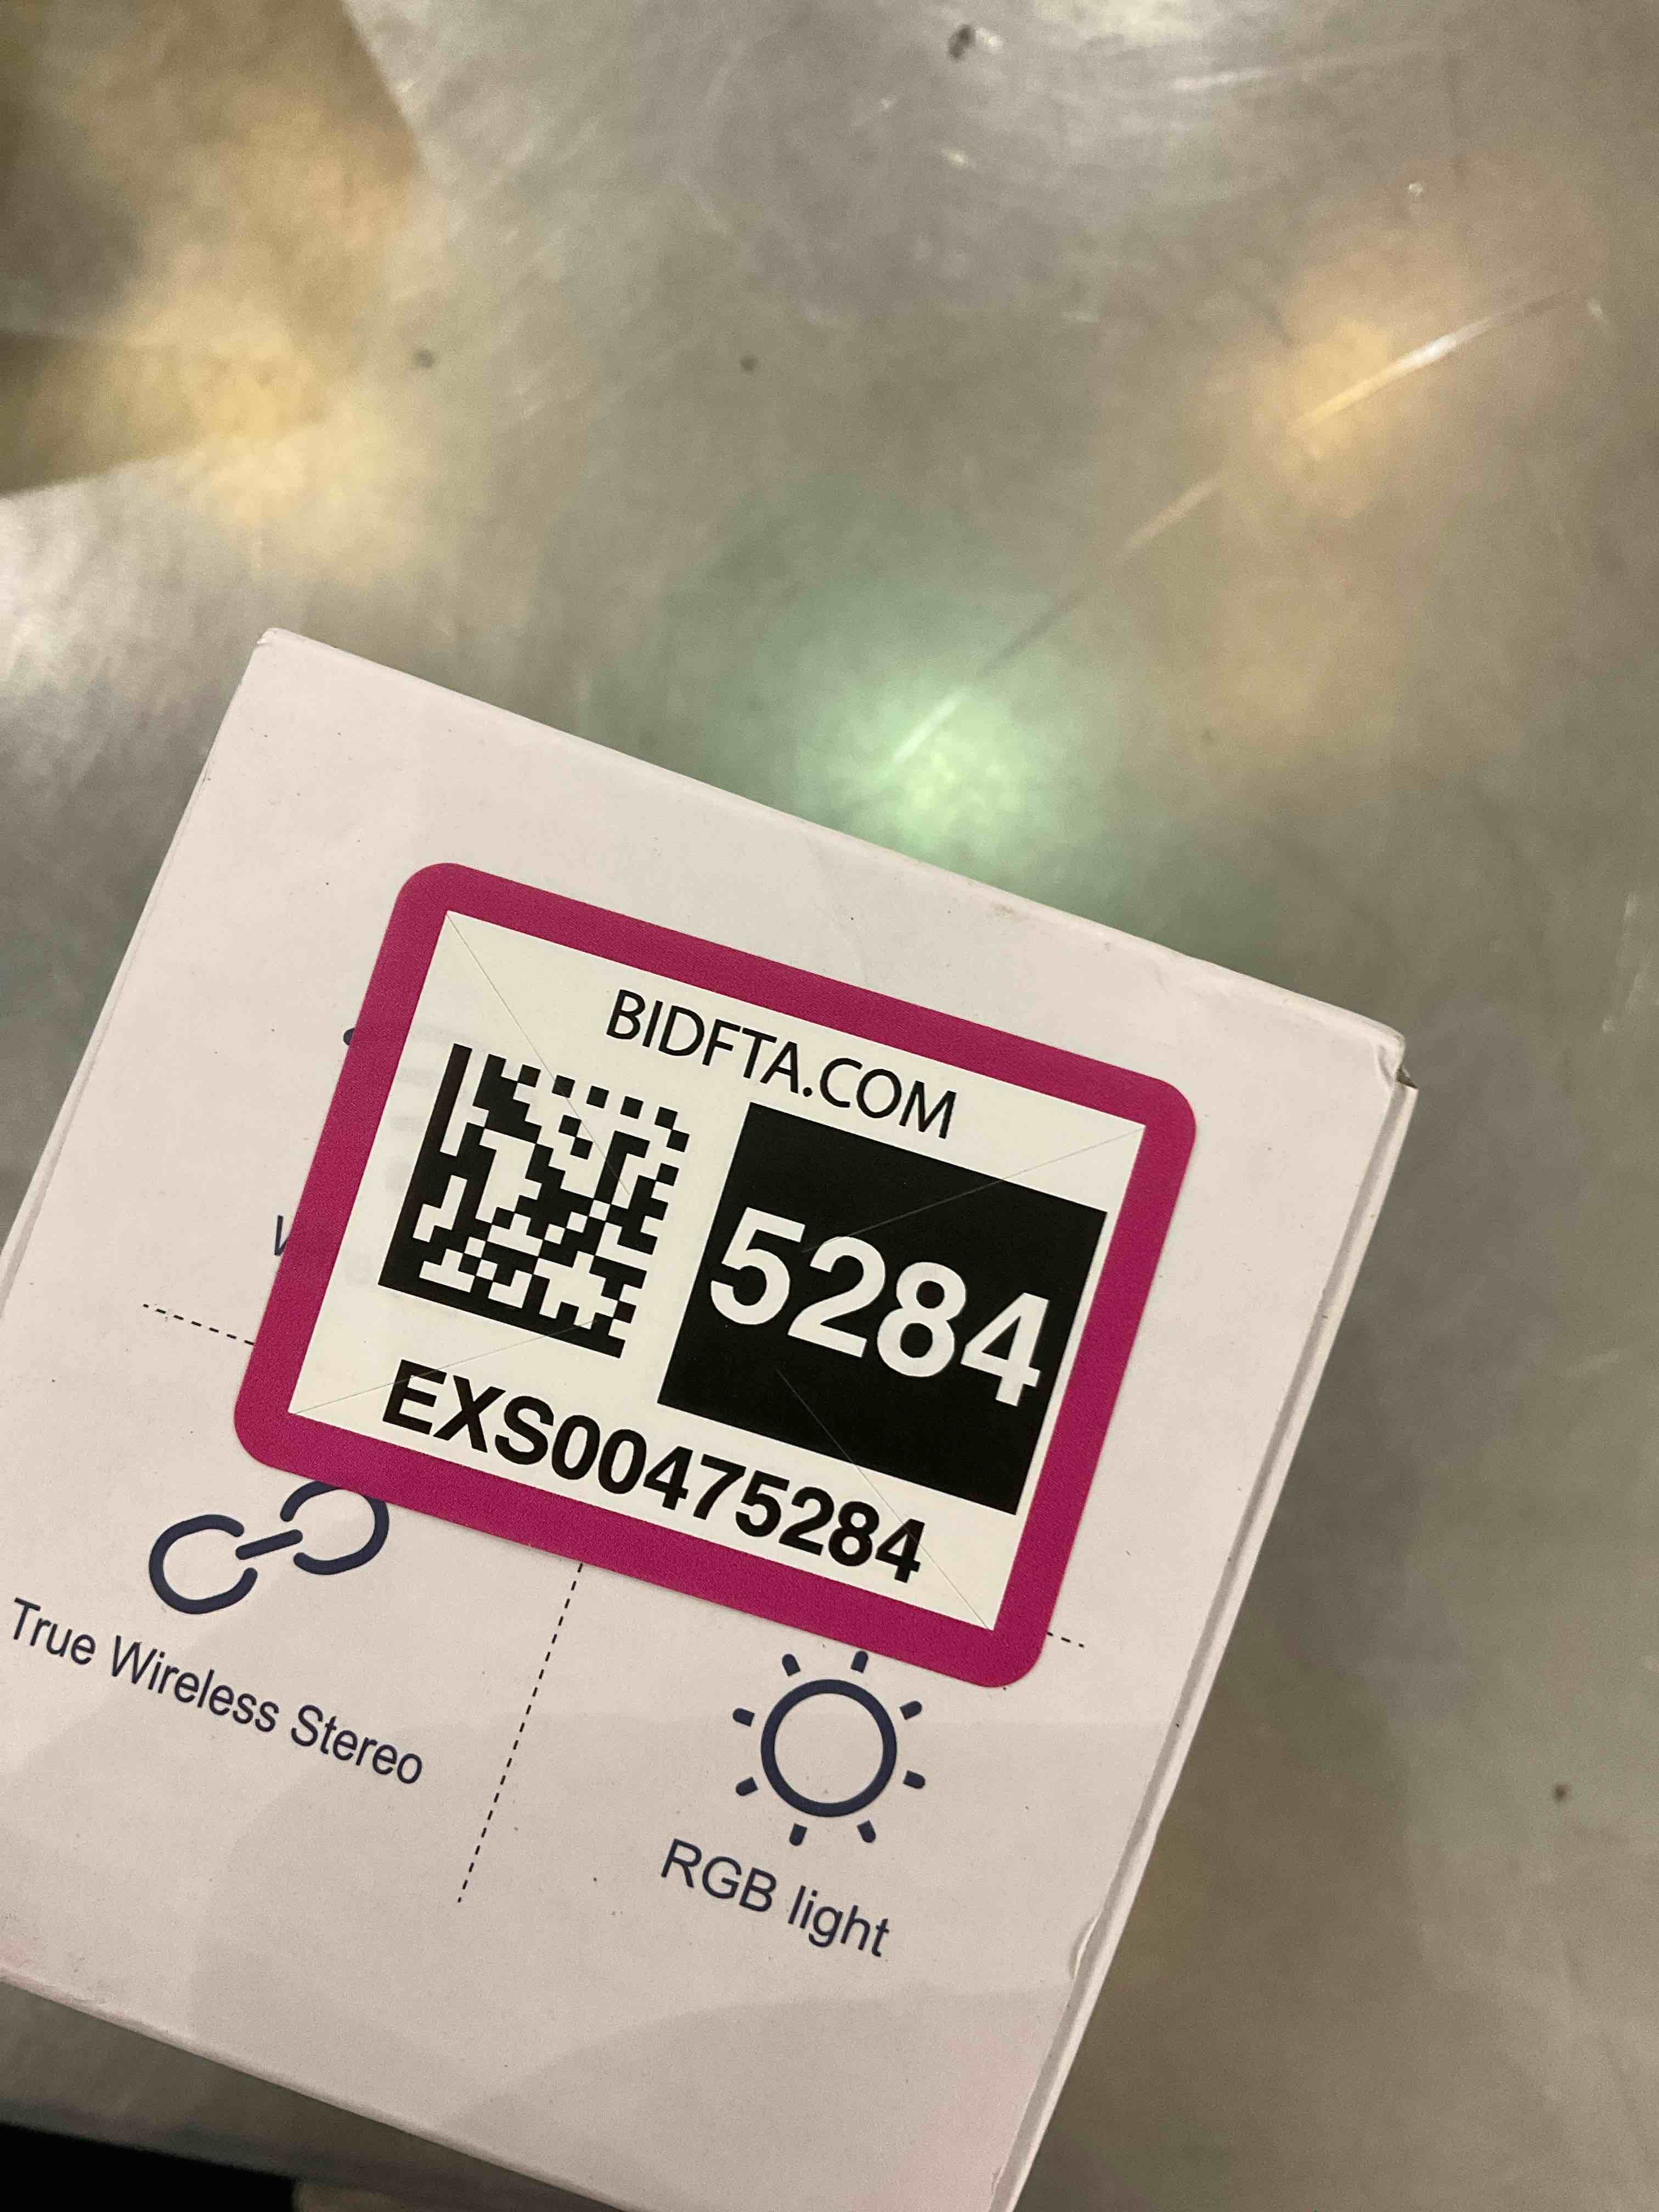 BIDFTA.COM
5284
EXS00475284
True Wireless Stereo
RGB light